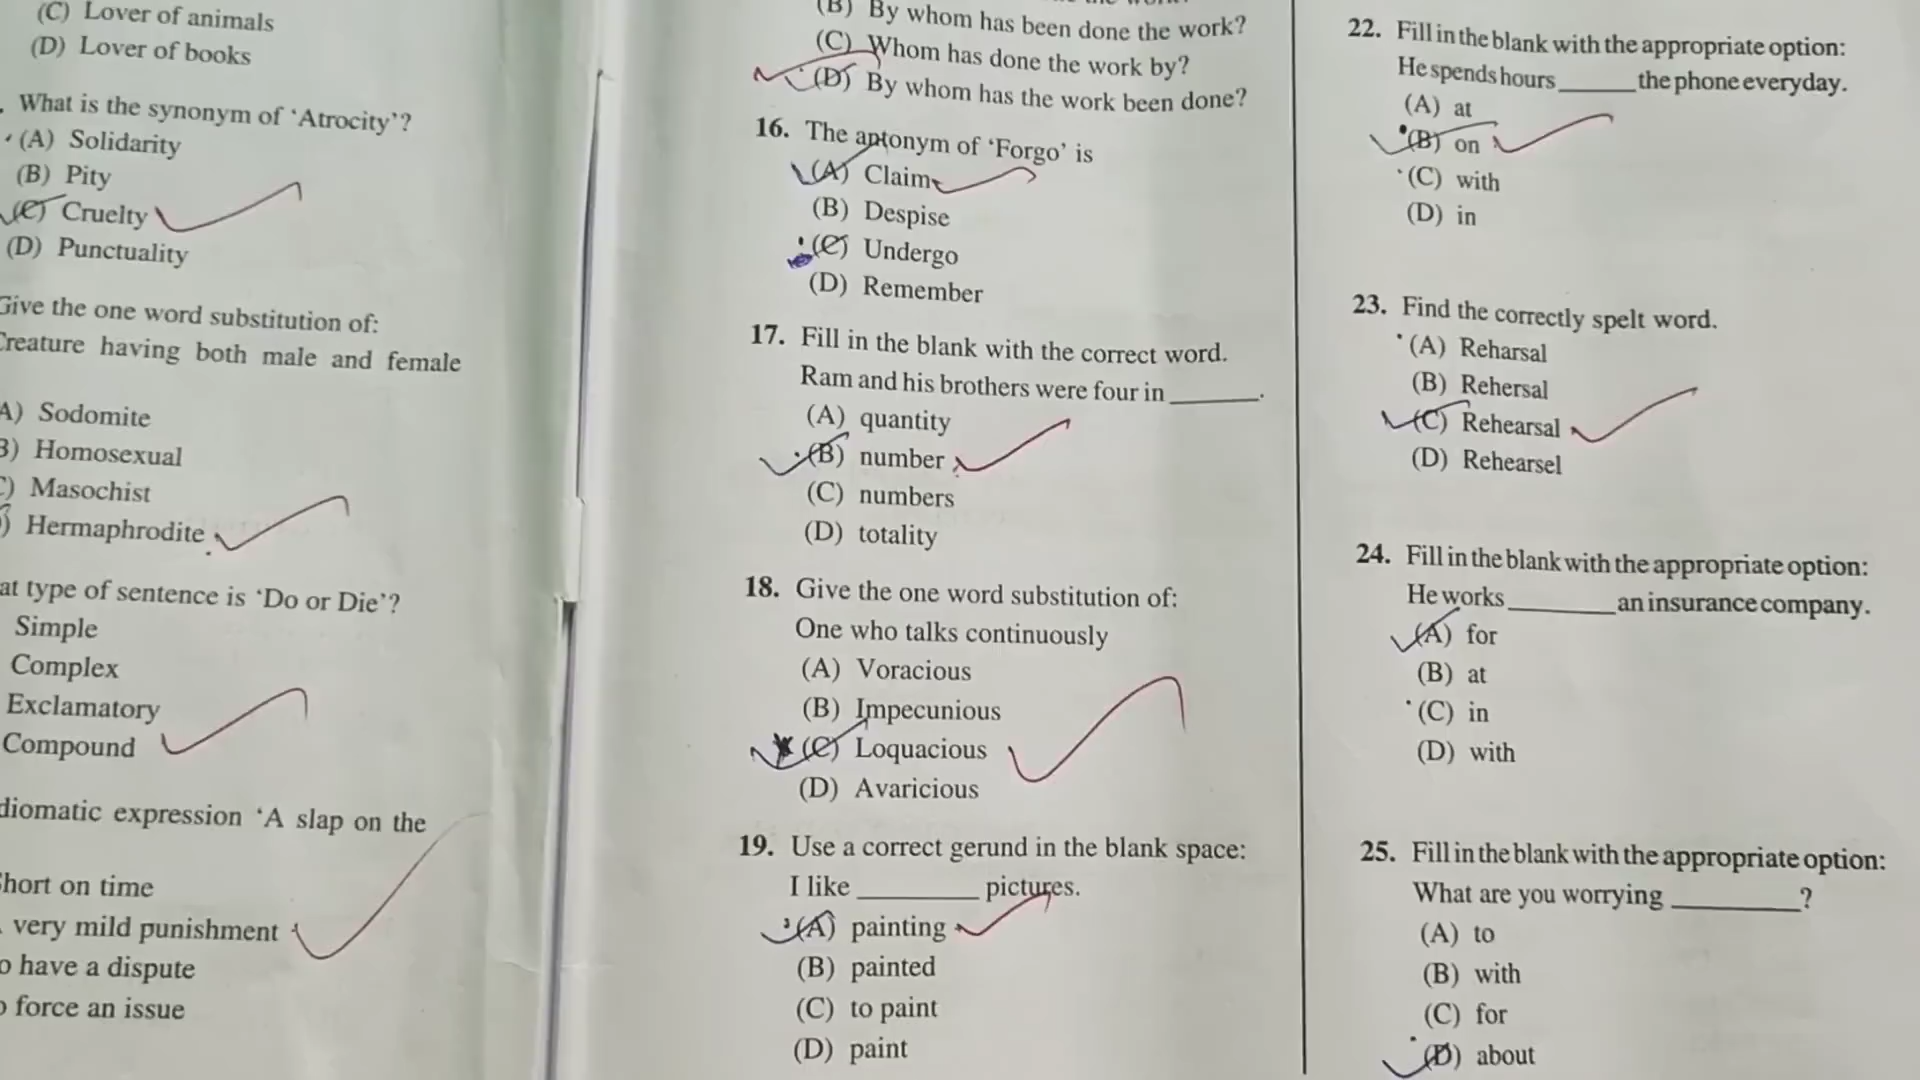 (C) Lover of animals
(D) Lover of books
What is the synonym of ‘Atrocity’?
(A) Solidarity
(B) Pity
(C) Cruelty
(D) Punctuality
Give the one word substitution of:
Creature having both male and female
A) Sodomite
B) Homosexual
C) Masochist
) Hermaphrodite
at type of sentence is ‘Do or Die’?
Simple
Complex
Exclamatory
Compound
diomatic expression ‘A slap on the
hort on time
very mild punishment
o have a dispute
o force an issue
(B) By whom has been done the work?
(C) Whom has done the work by?
(D) By whom has the work been done?
16. The antonym of ‘Forgo’ is
(A) Claim
(B) Despise
(C) Undergo
(D) Remember
17. Fill in the blank with the correct word.
Ram and his brothers were four in ______.
(A) quantity
(B) number
(C) numbers
(D) totality
18. Give the one word substitution of:
One who talks continuously
(A) Voracious
(B) Impecunious
(C) Loquacious
(D) Avaricious
19. Use a correct gerund in the blank space:
I like ________ pictures.
(A) painting
(B) painted
(C) to paint
(D) paint
22. Fill in the blank with the appropriate option:
He spends hours _____ the phone everyday.
(A) at
(B) on
(C) with
(D) in
23. Find the correctly spelt word.
(A) Reharsal
(B) Rehersal
(C) Rehearsal
(D) Rehearsel
24. Fill in the blank with the appropriate option:
He works _______ an insurance company.
(A) for
(B) at
(C) in
(D) with
25. Fill in the blank with the appropriate option:
What are you worrying ________?
(A) to
(B) with
(C) for
(D) about